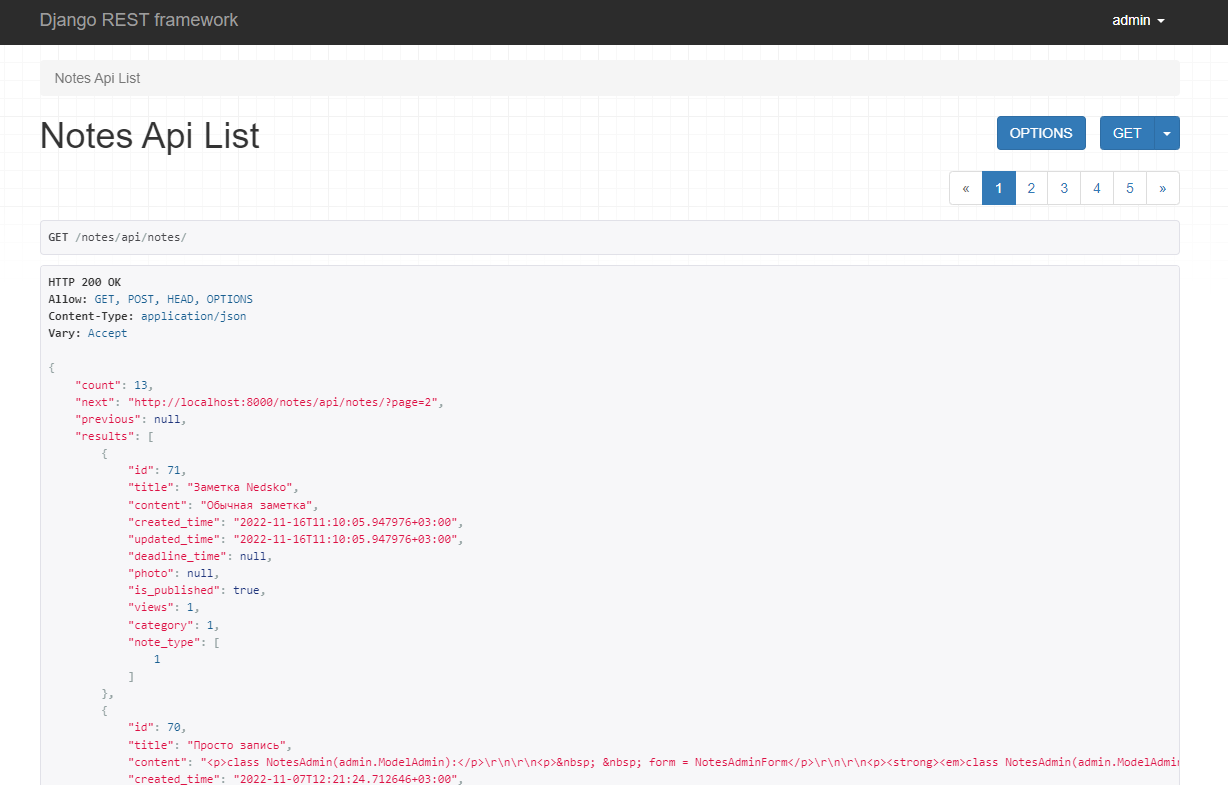 Django REST framework
admin
Notes Api List
Notes Api List
OPTIONS
GET
« 1 2 3 4 5 »
GET /notes/api/notes/
HTTP 200 OK
Allow: GET, POST, HEAD, OPTIONS
Content-Type: application/json
Vary: Accept
{
"count": 13,
"next": "http://localhost:8000/notes/api/notes/?page=2",
"previous": null,
"results": [
{
"id": 71,
"title": "Заметка Nedsko",
"content": "Обычная заметка",
"created_time": "2022-11-16T11:10:05.947976+03:00",
"updated_time": "2022-11-16T11:10:05.947976+03:00",
"deadline_time": null,
"photo": null,
"is_published": true,
"views": 1,
"category": 1,
"note_type": [
1
]
},
{
"id": 70,
"title": "Просто запись",
"content": "<p>class NotesAdmin(admin.ModelAdmin):</p>\r\n\r\n<p>&nbsp; &nbsp; form = NotesAdminForm</p>\r\n\r\n<p><strong><em>class NotesAdmin(admin.ModelAdmi
"created_time": "2022-11-07T12:21:24.712646+03:00",